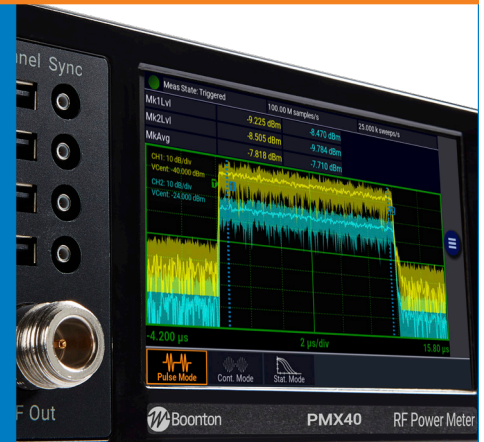 nnel Sync
Meas State: Triggered
100.00 M samples/s
25.000 k sweeps/s
Mk1Lvl -9.225 dBm -8.470 dBm
Mk2Lvl -8.505 dBm -9.784 dBm
MkAvg -7.818 dBm -7.710 dBm
CH1: 10 dB/div
VCent: -40.000 dBm
CH2: 10 dB/div
VCent: -24.000 dBm
-4.200 µs 2 µs/div 15.80 µs
Pulse Mode Cont. Mode Stat. Mode
F Out
Boonton PMX40 RF Power Meter